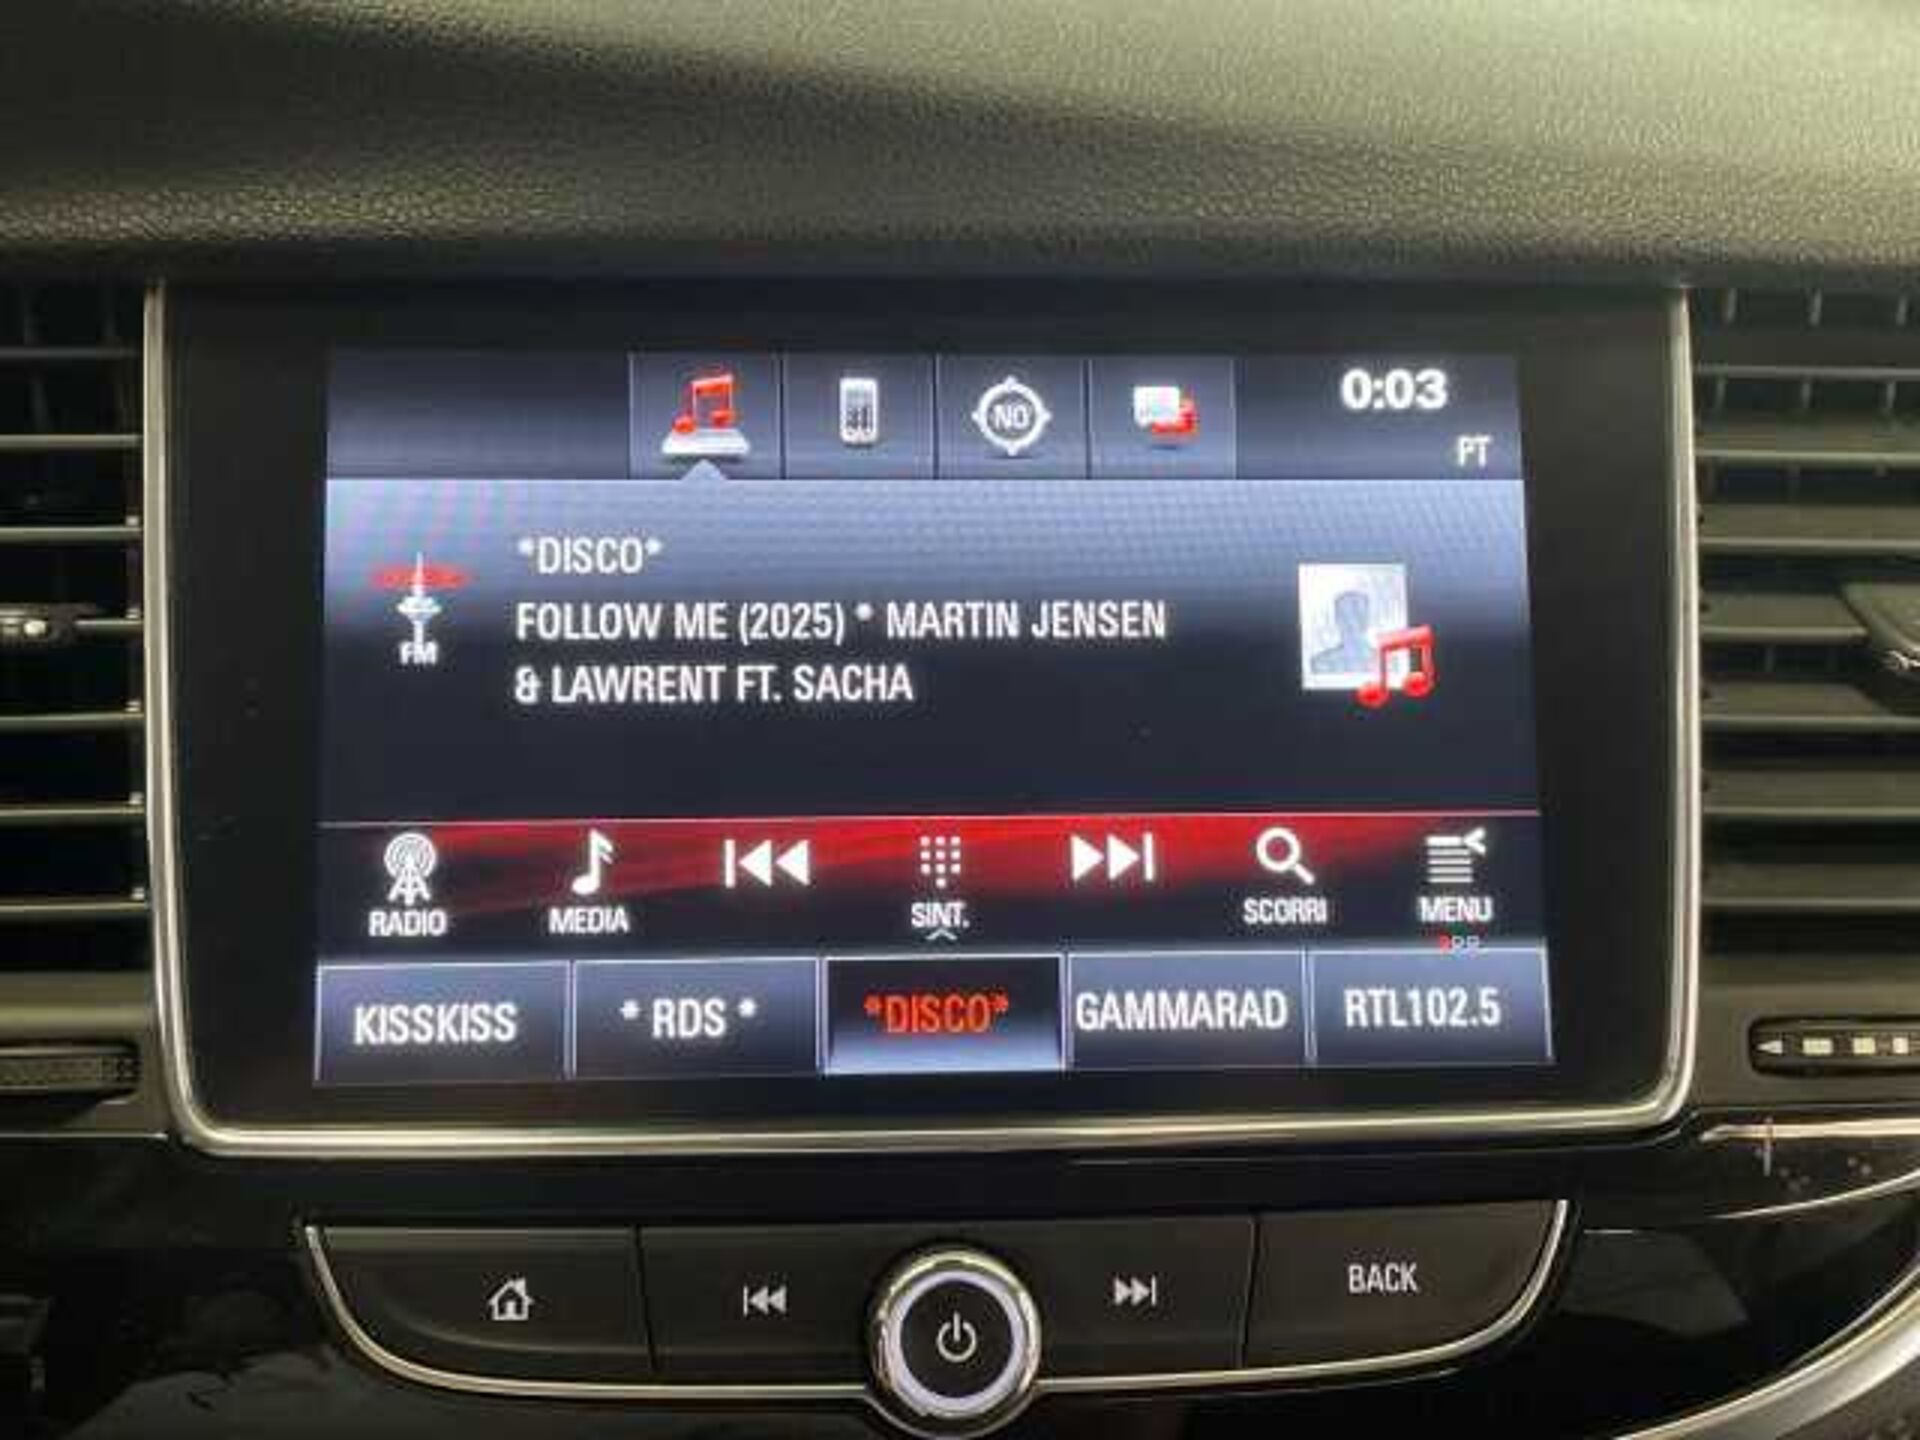 NO
0:03
PT
*DISCO*
FM
FOLLOW ME (2025) * MARTIN JENSEN
& LAWRENT FT. SACHA
RADIO
MEDIA
SINT.
SCORRI
MENU
KISSKISS
* RDS *
*DISCO*
GAMMARAD
RTL102.5
BACK